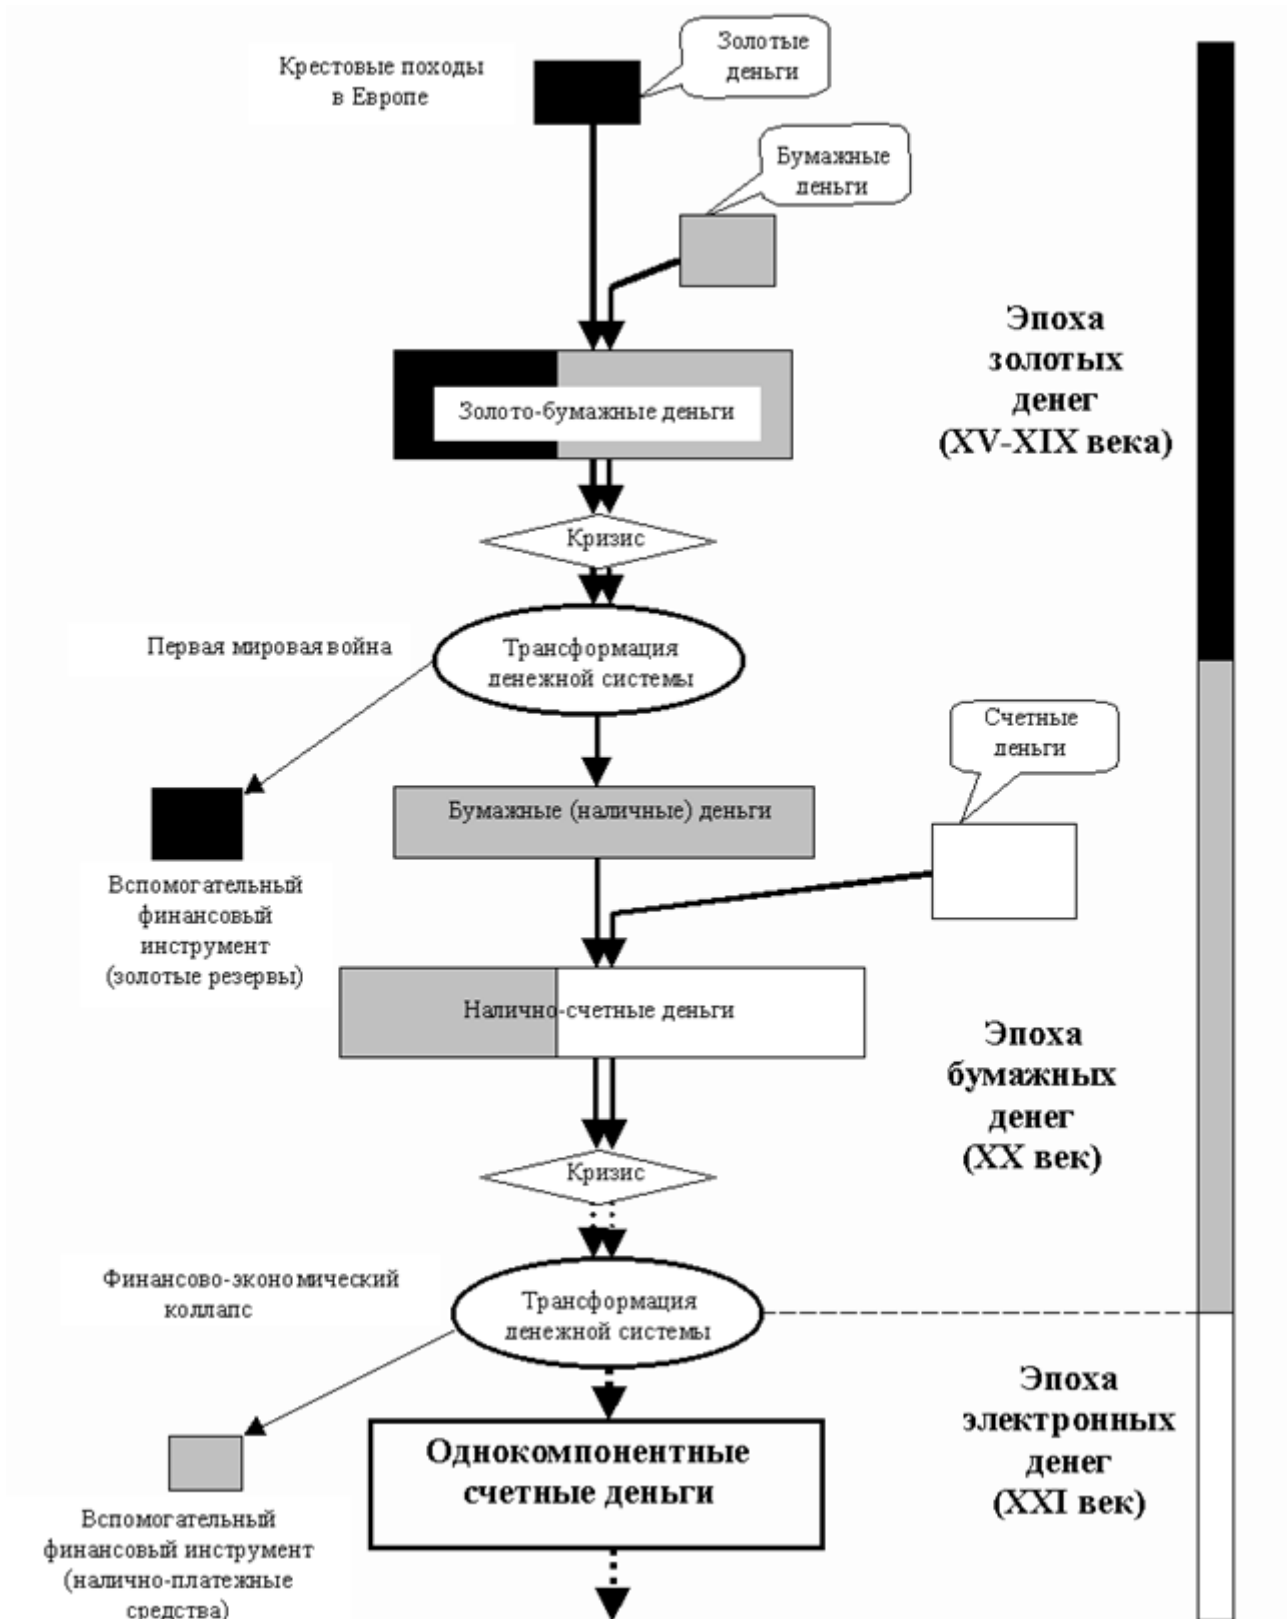 Крестовые походы
в Европе
Золотые
деньги
Бумажные
деньги
Эпоха
золотых
денег
(XV-XIX века)
Золото-бумажные деньги
Кризис
Первая мировая война
Трансформация
денежной системы
Счетные
деньги
Бумажные (наличные) деньги
Вспомогательный
финансовый
инструмент
(золотые резервы)
Налично-счетные деньги
Эпоха
бумажных
денег
(XX век)
Кризис
Финансово-экономический
коллапс
Трансформация
денежной системы
Эпоха
электронных
денег
(XXI век)
Однокомпонентные
счетные деньги
Вспомогательный
финансовый инструмент
(налично-платежные
средства)